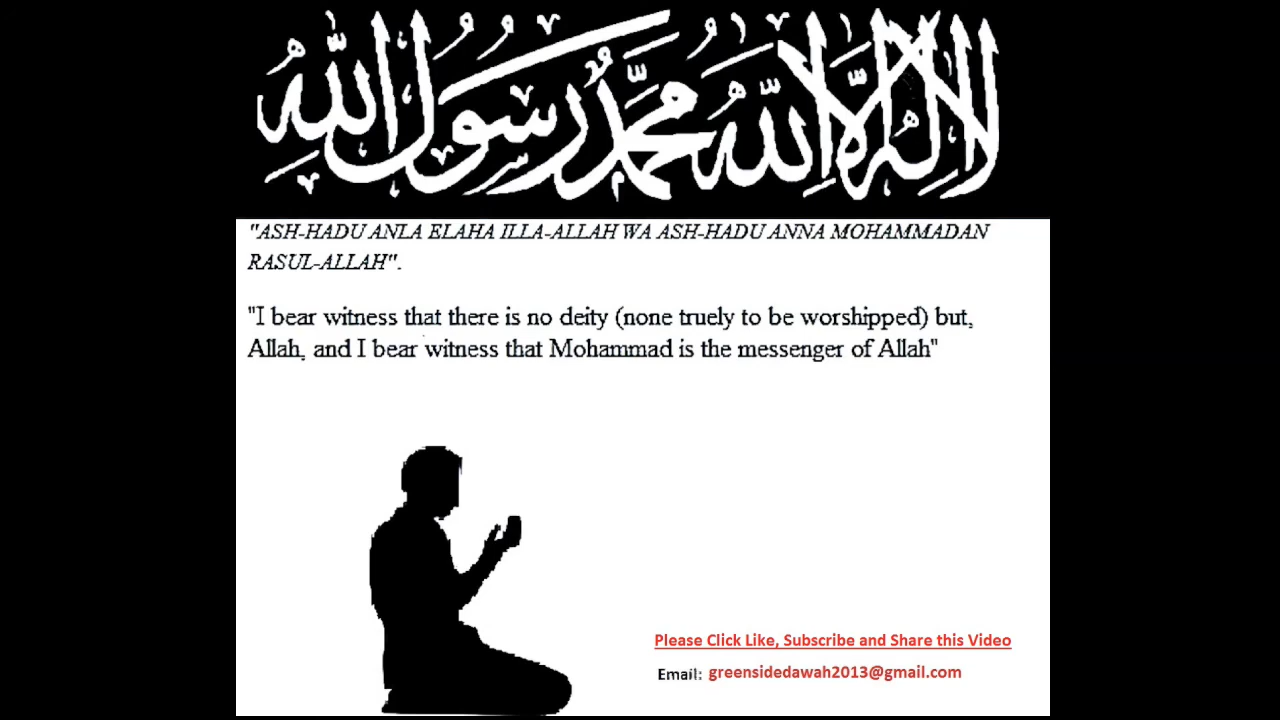 لا إله إلا الله محمد رسول الله
"ASH-HADU ANLA ELAHA ILLA-ALLAH WA ASH-HADU ANNA MOHAMMADAN
RASUL-ALLAH".
"I bear witness that there is no deity (none truely to be worshipped) but,
Allah, and I bear witness that Mohammad is the messenger of Allah"
Please Click Like, Subscribe and Share this Video
Email: greensidedawah2013@gmail.com